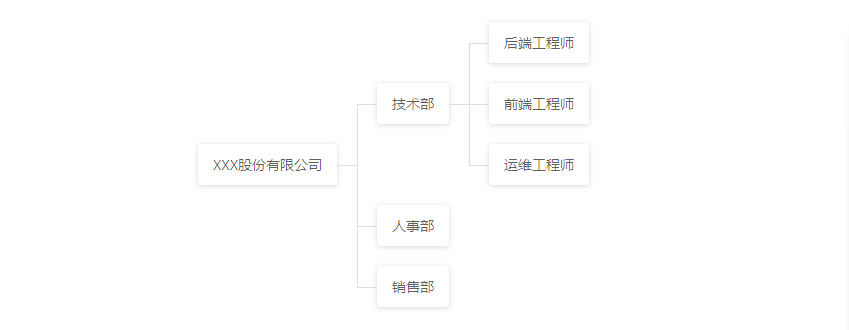 后端工程师
技术部
前端工程师
XXX股份有限公司
运维工程师
人事部
销售部